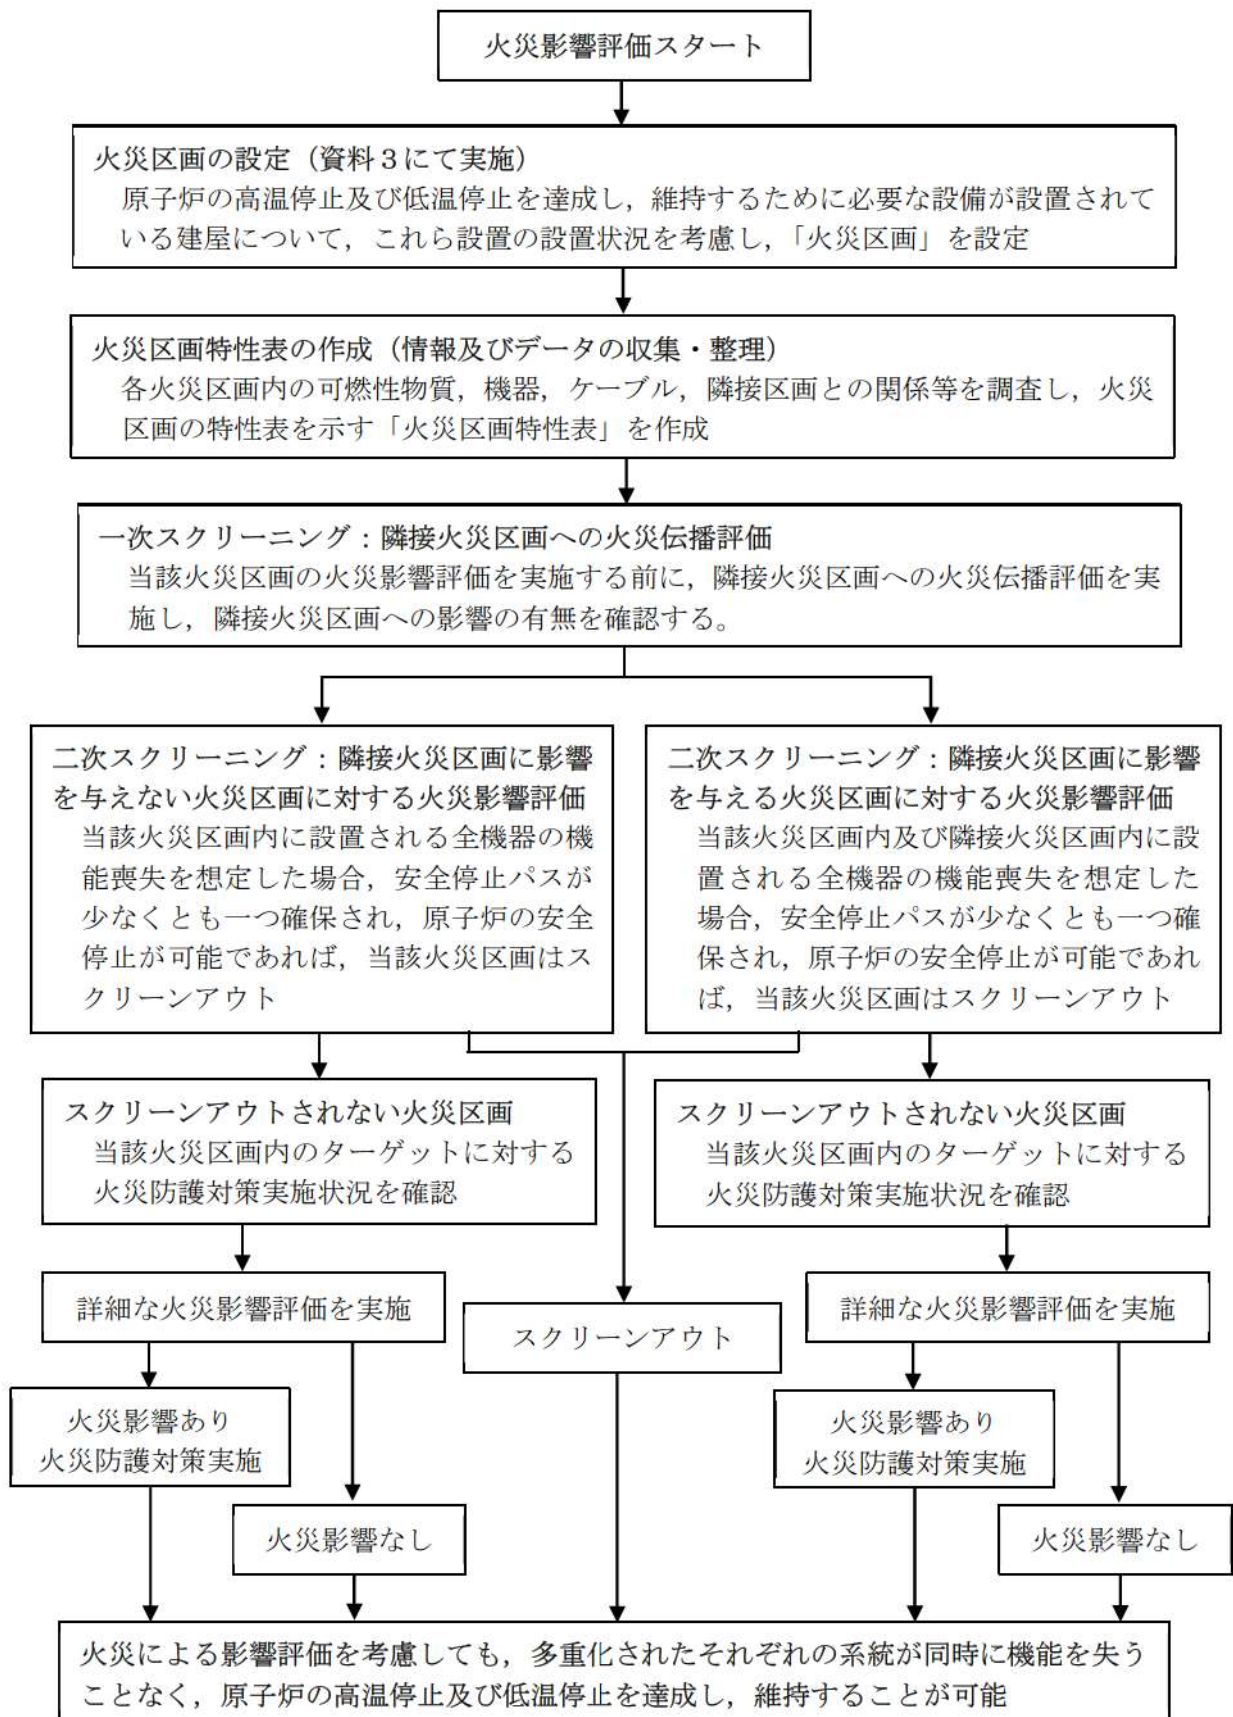 火災影響評価スタート
火災区画の設定（資料３にて実施）
原子炉の高温停止及び低温停止を達成し，維持するために必要な設備が設置されて
いる建屋について，これら設置の設置状況を考慮し，「火災区画」を設定
火災区画特性表の作成（情報及びデータの収集・整理）
各火災区画内の可燃性物質，機器，ケーブル，隣接区画との関係等を調査し，火災
区画の特性表を示す「火災区画特性表」を作成
一次スクリーニング：隣接火災区画への火災伝播評価
当該火災区画の火災影響評価を実施する前に，隣接火災区画への火災伝播評価を実
施し，隣接火災区画への影響の有無を確認する。
二次スクリーニング：隣接火災区画に影響
を与えない火災区画に対する火災影響評価
当該火災区画内に設置される全機器の機
能喪失を想定した場合，安全停止パスが
少なくとも一つ確保され，原子炉の安全
停止が可能であれば，当該火災区画はス
クリーンアウト
二次スクリーニング：隣接火災区画に影響
を与える火災区画に対する火災影響評価
当該火災区画内及び隣接火災区画内に設
置される全機器の機能喪失を想定した
場合，安全停止パスが少なくとも一つ確
保され，原子炉の安全停止が可能であれ
ば，当該火災区画はスクリーンアウト
スクリーンアウトされない火災区画
当該火災区画内のターゲットに対する
火災防護対策実施状況を確認
スクリーンアウトされない火災区画
当該火災区画内のターゲットに対する
火災防護対策実施状況を確認
詳細な火災影響評価を実施
スクリーンアウト
詳細な火災影響評価を実施
火災影響あり
火災防護対策実施
火災影響あり
火災防護対策実施
火災影響なし
火災影響なし
火災による影響評価を考慮しても，多重化されたそれぞれの系統が同時に機能を失う
ことなく，原子炉の高温停止及び低温停止を達成し，維持することが可能